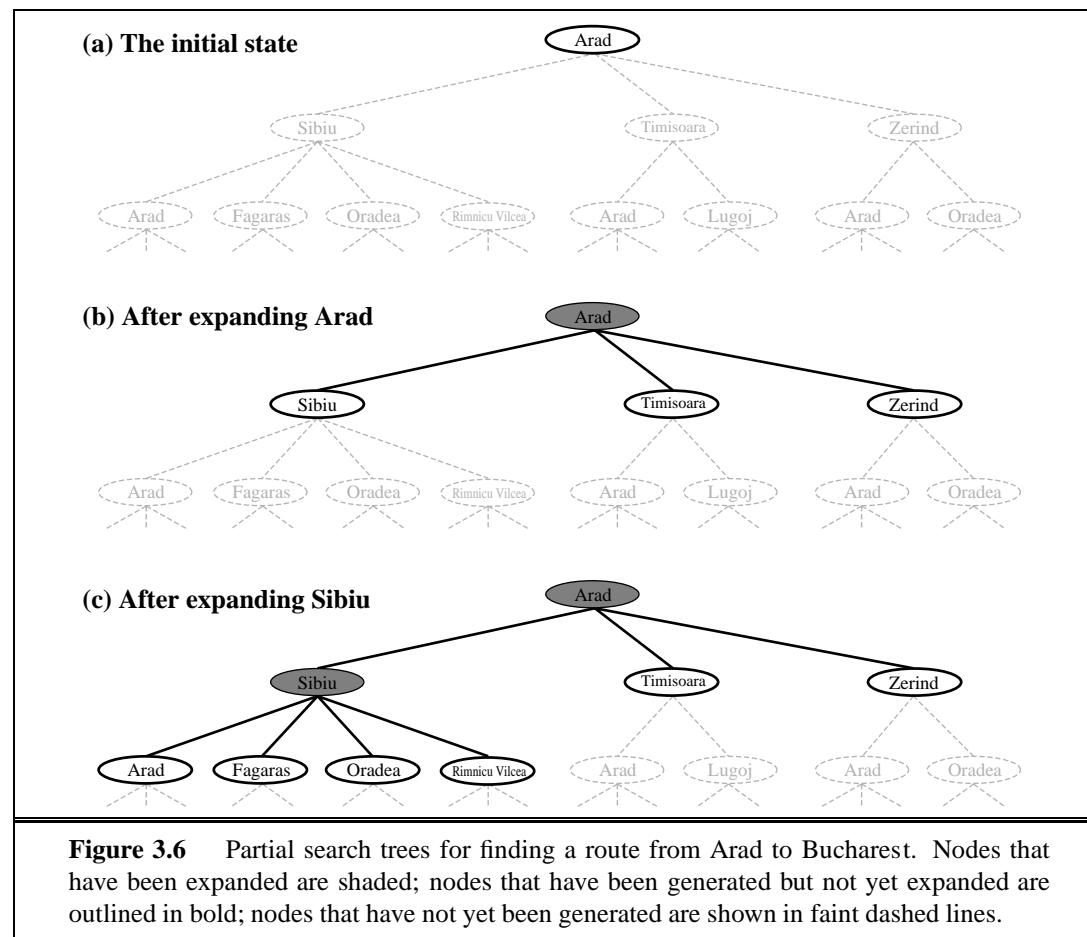 (a) The initial state
Arad
Sibiu Timisoara Zerind
Arad Fagaras Oradea Rimnicu Vilcea Arad Lugoj Arad Oradea
(b) After expanding Arad
Arad
Sibiu Timisoara Zerind
Arad Fagaras Oradea Rimnicu Vilcea Arad Lugoj Arad Oradea
(c) After expanding Sibiu
Arad
Sibiu Timisoara Zerind
Arad Fagaras Oradea Rimnicu Vilcea Arad Lugoj Arad Oradea
Figure 3.6 Partial search trees for finding a route from Arad to Bucharest. Nodes that
have been expanded are shaded; nodes that have been generated but not yet expanded are
outlined in bold; nodes that have not yet been generated are shown in faint dashed lines.